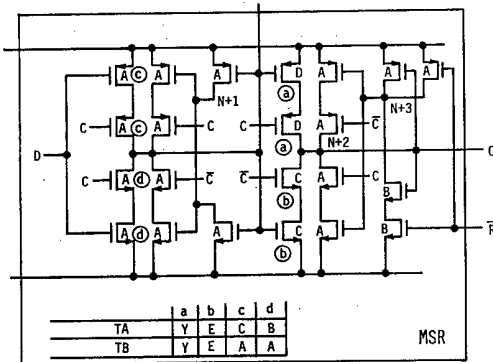 A ⓒ A A D A A A
N+1 ⓐ N+3
C A ⓒ A C C D A C̅
D ⓐ N+2 Q
C A ⓓ A C̅ C̅ C A C B
ⓑ
A ⓓ A A C A B R̅
ⓑ
a b c d
TA Y E C B
TB Y E A A
MSR